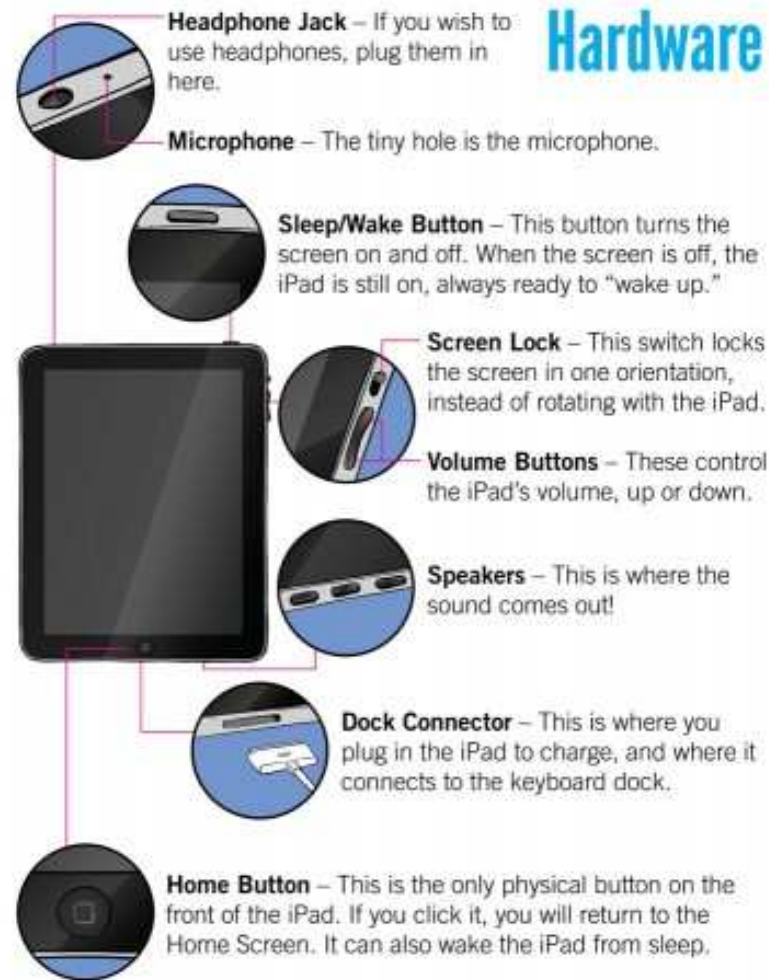 Hardware
Headphone Jack – If you wish to
use headphones, plug them in
here.
Microphone – The tiny hole is the microphone.
Sleep/Wake Button – This button turns the
screen on and off. When the screen is off, the
iPad is still on, always ready to “wake up.”
Screen Lock – This switch locks
the screen in one orientation,
instead of rotating with the iPad.
Volume Buttons – These control
the iPad’s volume, up or down.
Speakers – This is where the
sound comes out!
Dock Connector – This is where you
plug in the iPad to charge, and where it
connects to the keyboard dock.
Home Button – This is the only physical button on the
front of the iPad. If you click it, you will return to the
Home Screen. It can also wake the iPad from sleep.